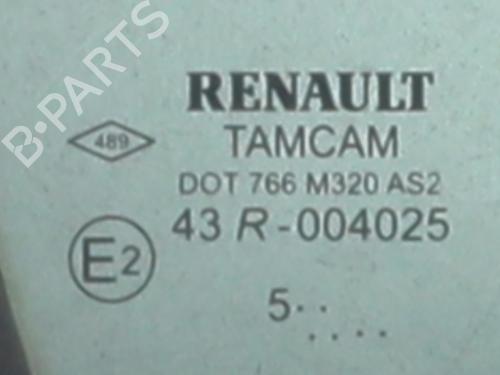 B-PARTS
RENAULT
489
TAMCAM
DOT 766 M320 AS2
43 R-004025
E2
5··
····